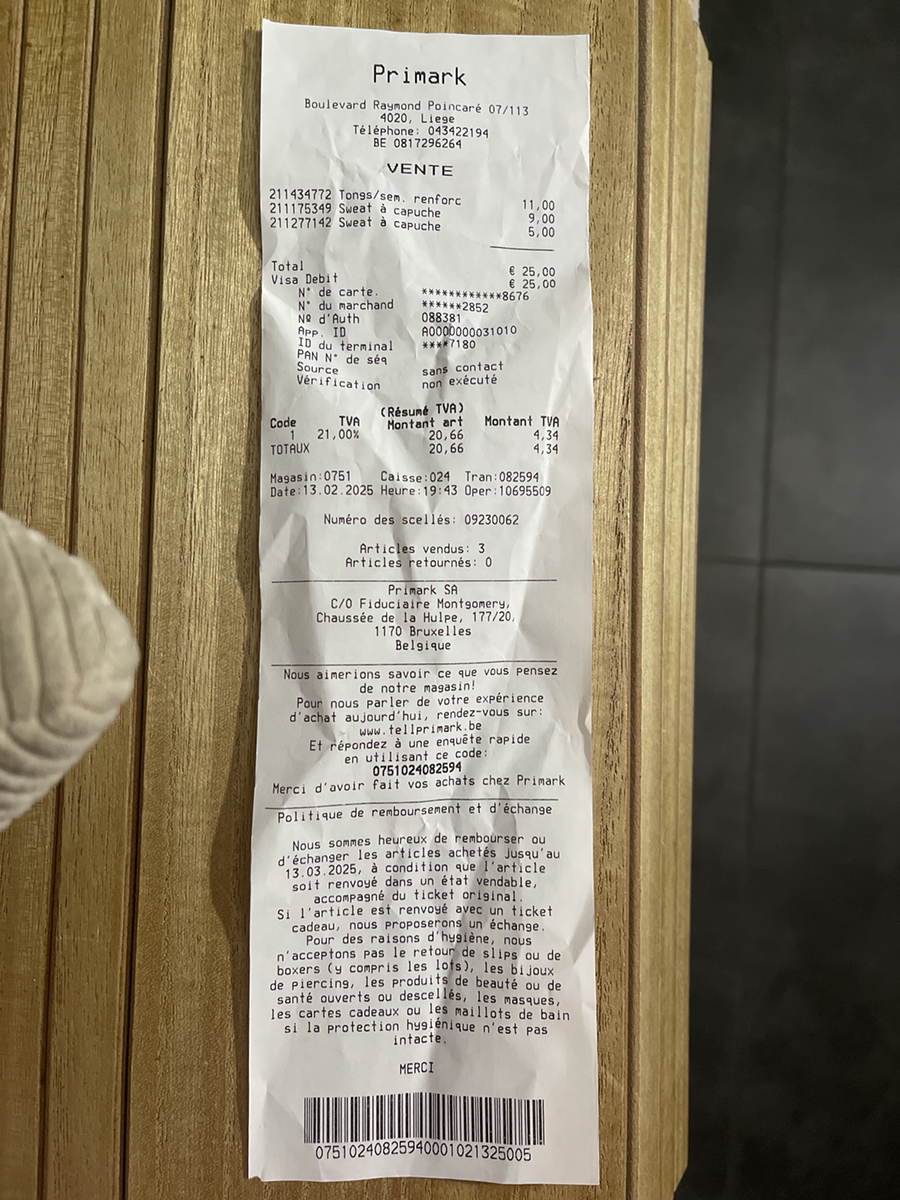 Primark
Boulevard Raymond Poincaré 07/113
4020, Liege
Téléphone: 043422194
BE 0817296264
VENTE
211434772 Tongs/sem. renforc 11,00
211175349 Sweat à capuche 9,00
211277142 Sweat à capuche 5,00
Total € 25,00
Visa Debit € 25,00
N° de carte. ************8676
N° du marchand ******2852
Nº d'Auth 088381
App. ID A0000000031010
ID du terminal ****7180
PAN N° de séq
Source sans contact
Vérification non exécuté
(Résumé TVA)
Code TVA Montant art Montant TVA
1 21,00% 20,66 4,34
TOTAUX 20,66 4,34
Magasin:0751 Caisse:024 Tran:082594
Date:13.02.2025 Heure:19:43 Oper:10695509
Numéro des scellés: 09230062
Articles vendus: 3
Articles retournés: 0
Primark SA
C/O Fiduciaire Montgomery,
Chaussée de la Hulpe, 177/20,
1170 Bruxelles
Belgique
Nous aimerions savoir ce que vous pensez
de notre magasin!
Pour nous parler de votre expérience
d'achat aujourd'hui, rendez-vous sur:
www.tellprimark.be
Et répondez à une enquête rapide
en utilisant ce code:
0751024082594
Merci d'avoir fait vos achats chez Primark
Politique de remboursement et d'échange
Nous sommes heureux de rembourser ou
d'échanger les articles achetés jusqu'au
13.03.2025, à condition que l'article
soit renvoyé dans un état vendable,
accompagné du ticket original.
Si l'article est renvoyé avec un ticket
cadeau, nous proposerons un échange.
Pour des raisons d'hygiène, nous
n'acceptons pas le retour de slips ou de
boxers (y compris les lots), les bijoux
de piercing, les produits de beauté ou de
santé ouverts ou descellés, les masques,
les cartes cadeaux ou les maillots de bain
si la protection hygiénique n'est pas
intacte.
MERCI
07510240825940001021325005